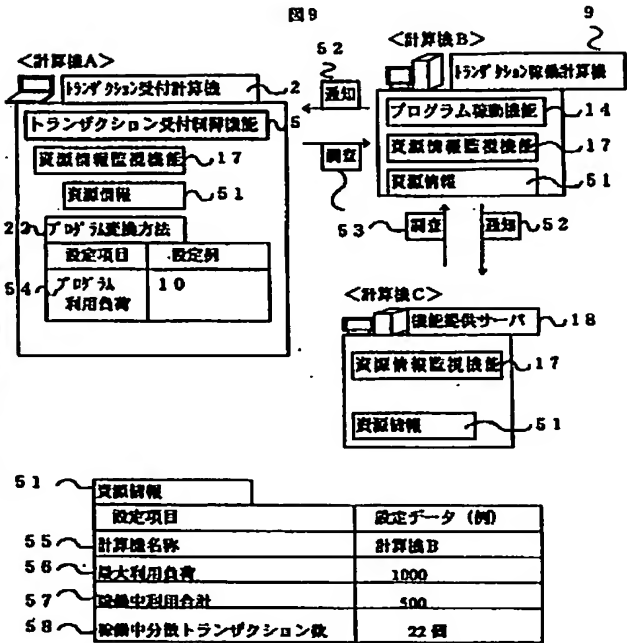 図9
<計算機A>
トランザクション受付計算機 2
トランザクション受付制御機能 5
資源情報監視機能 17
資源情報 51
プログラム変換方法
設定項目 設定例
54 プログラム利用負荷 10
52
通知
調査
53
<計算機B>
9
トランザクション稼働計算機
プログラム稼動機能 14
資源情報監視機能 17
資源情報 51
調査 通知 52
<計算機C>
機能提供サーバ 18
資源情報監視機能 17
資源情報 51
51 資源情報
設定項目 設定データ (例)
55 計算機名称 計算機B
56 最大利用負荷 1000
57 稼働中利用合計 500
58 稼働中分散トランザクション数 22個